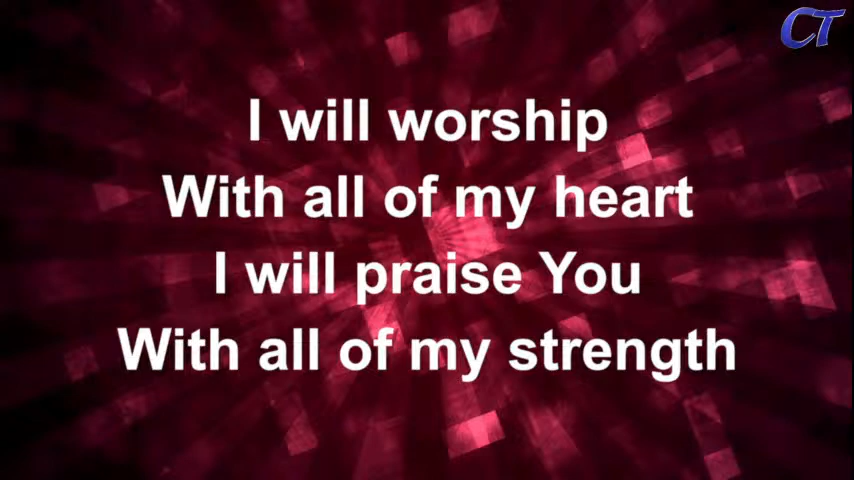 CT
I will worship
With all of my heart
I will praise You
With all of my strength